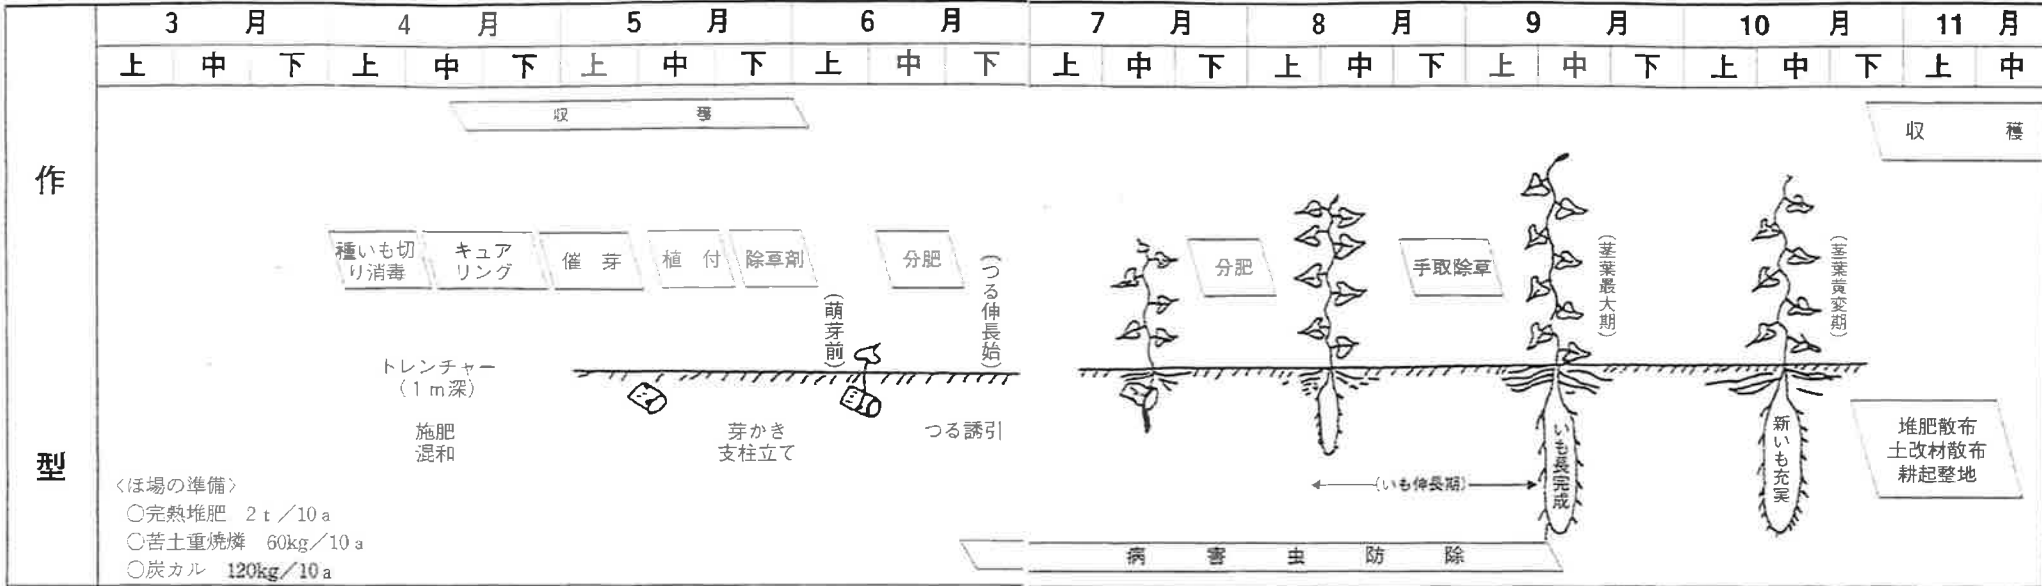 3 月 4 月 5 月 6 月 7 月 8 月 9 月 10 月 11 月
上 中 下 上 中 下 上 中 下 上 中 下 上 中 下 上 中 下 上 中 下 上 中 下 上 中
作
型
収 穫
収 穫
種いも切
り消毒
キュア
リング
催 芽
植 付
除草剤
(萌芽前)
分肥
(つる伸長始)
分肥
手取除草
(茎葉最大期)
(茎葉黄変期)
トレンチャー
(1m深)
施肥
混和
芽かき
支柱立て
つる誘引
(いも伸長期)
いも長完成
新いも充実
堆肥散布
土改材散布
耕起整地
〈ほ場の準備〉
○完熟堆肥 2t/10a
○苦土重焼燐 60kg/10a
○炭カル 120kg/10a
病害虫防除